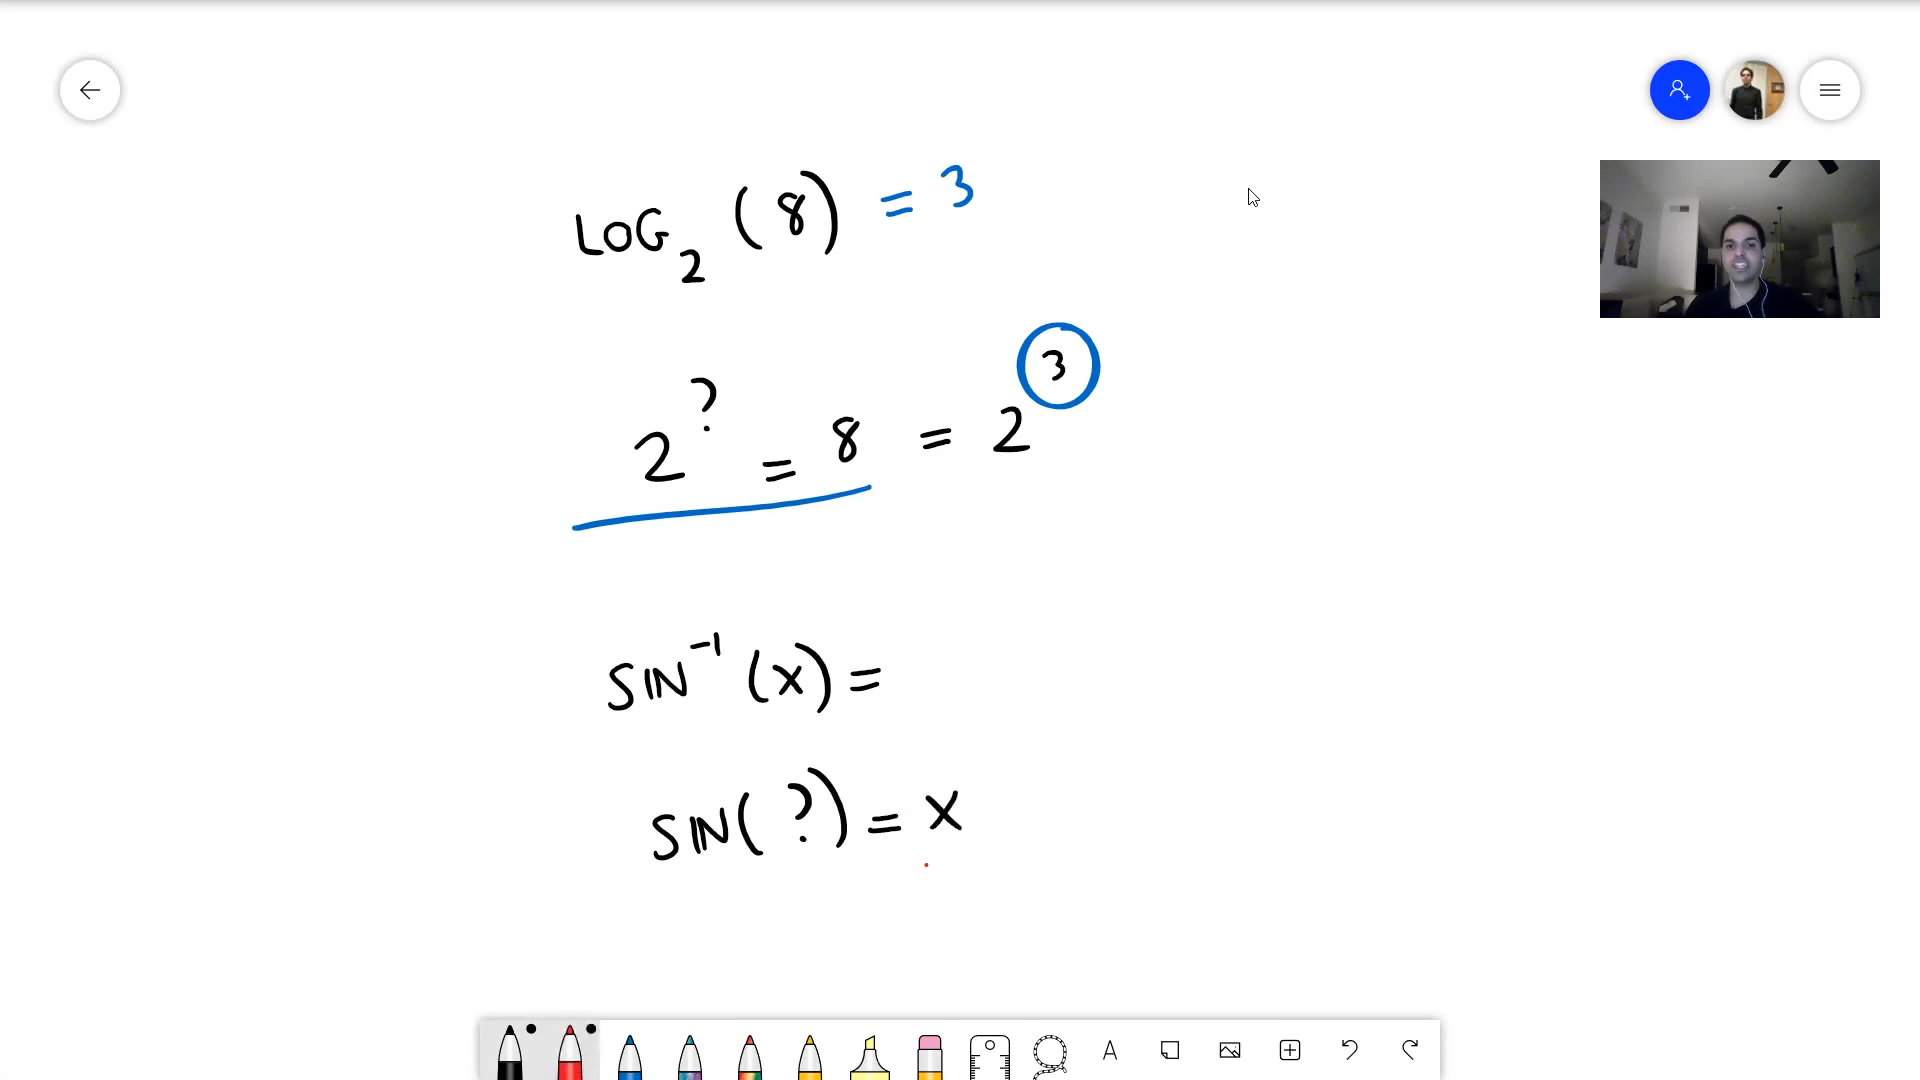 LOG₂ (8) = 3
2^? = 8 = 2^3
SIN⁻¹ (X) =
SIN( ? ) = X
A